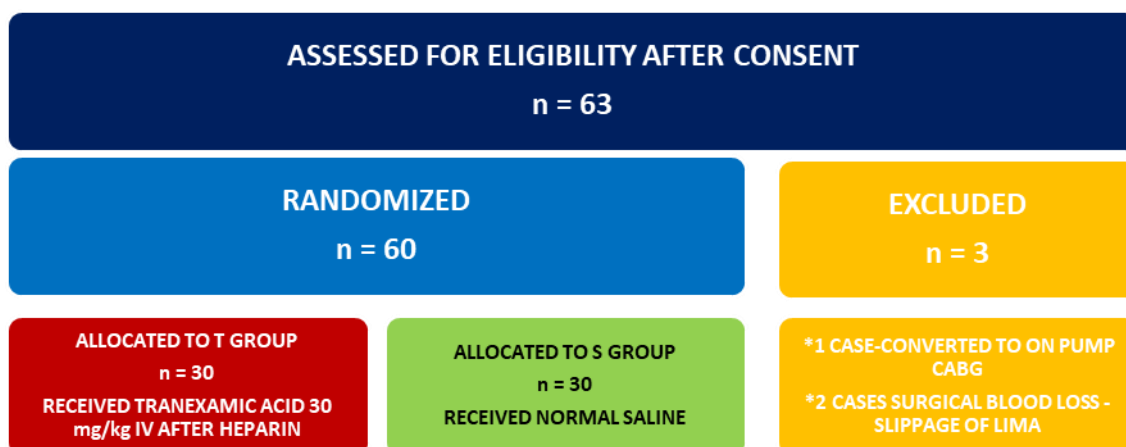 ASSESSED FOR ELIGIBILITY AFTER CONSENT
n = 63
RANDOMIZED
n = 60
EXCLUDED
n = 3
ALLOCATED TO T GROUP
n = 30
RECEIVED TRANEXAMIC ACID 30
mg/kg IV AFTER HEPARIN
ALLOCATED TO S GROUP
n = 30
RECEIVED NORMAL SALINE
*1 CASE-CONVERTED TO ON PUMP
CABG
*2 CASES SURGICAL BLOOD LOSS -
SLIPPAGE OF LIMA